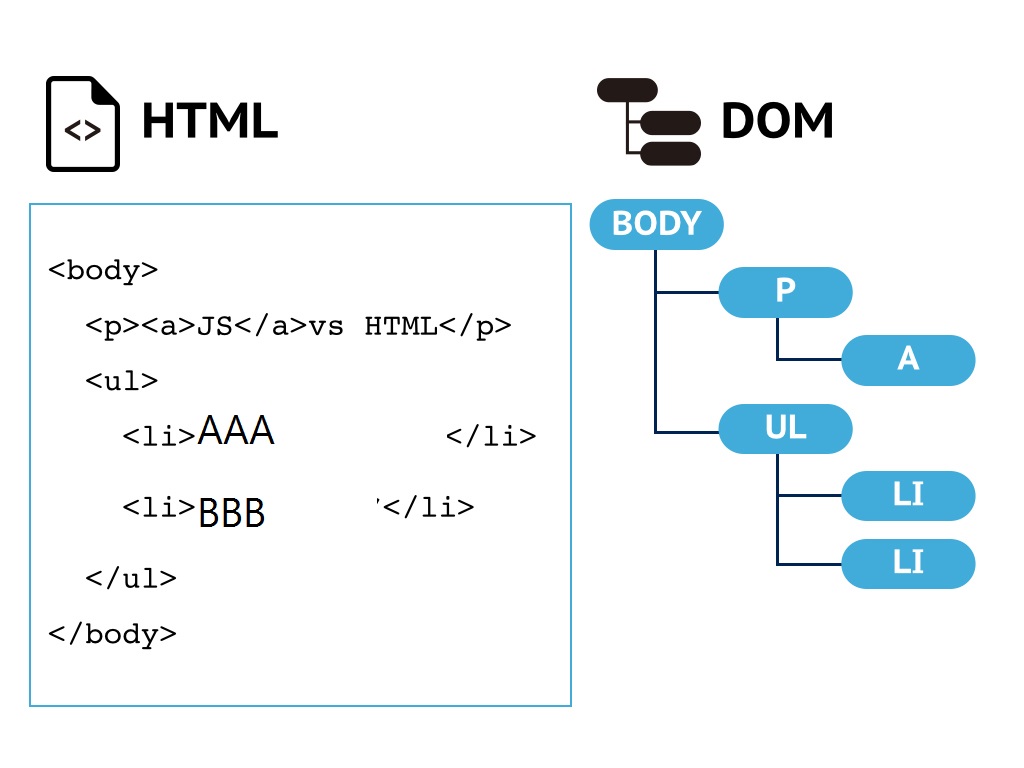 <>
HTML
DOM
<body>
<p><a>JS</a>vs HTML</p>
<ul>
<li>AAA </li>
<li>BBB '</li>
</ul>
</body>
BODY
P
A
UL
LI
LI